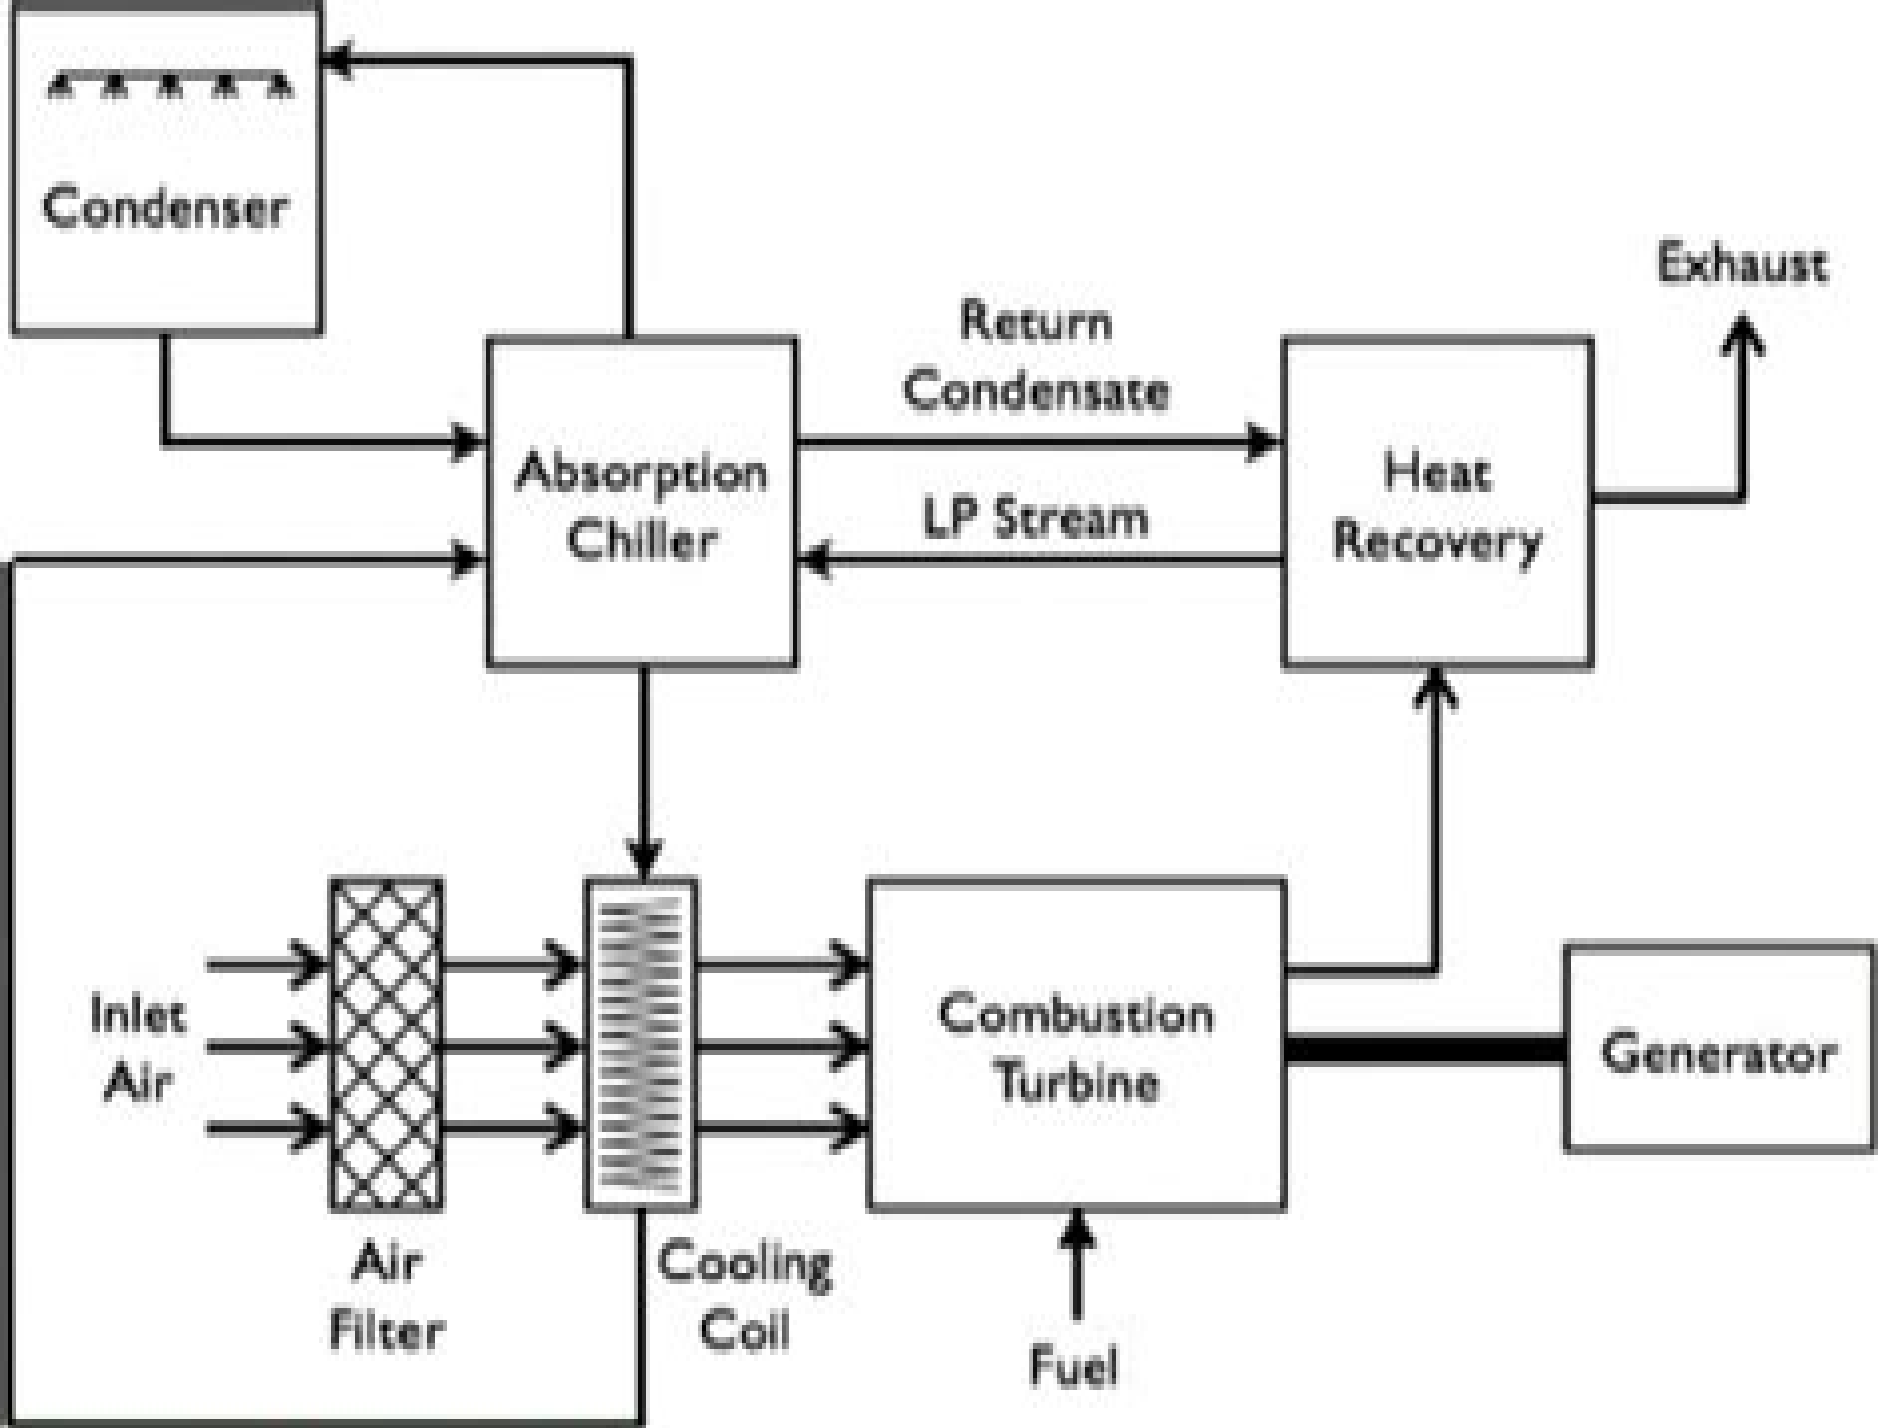 Condenser
Exhaust
Return
Condensate
Absorption
Chiller
LP Stream
Heat
Recovery
Inlet
Air
Combustion
Turbine
Generator
Air
Filter
Cooling
Coil
Fuel